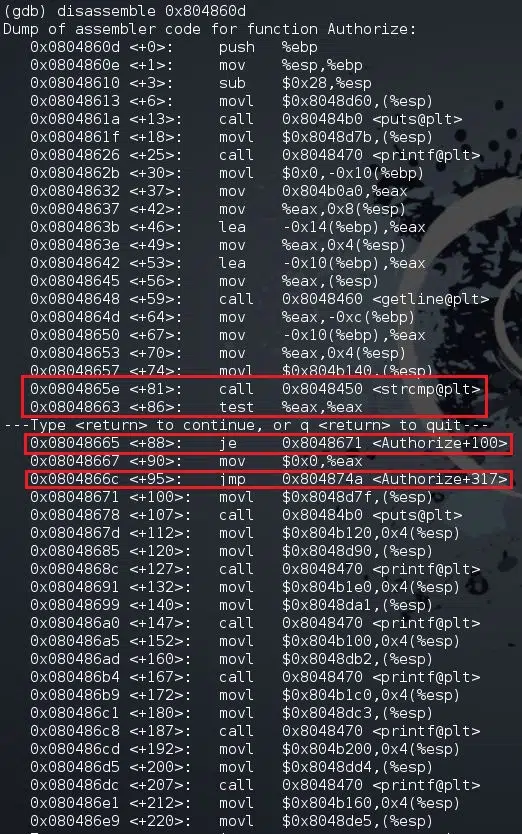 (gdb) disassemble 0x804860d
Dump of assembler code for function Authorize:
0x0804860d <+0>: push %ebp
0x0804860e <+1>: mov %esp,%ebp
0x08048610 <+3>: sub $0x28,%esp
0x08048613 <+6>: movl $0x8048d60,(%esp)
0x0804861a <+13>: call 0x80484b0 <puts@plt>
0x0804861f <+18>: movl $0x8048d7b,(%esp)
0x08048626 <+25>: call 0x8048470 <printf@plt>
0x0804862b <+30>: movl $0x0,-0x10(%ebp)
0x08048632 <+37>: mov 0x804b0a0,%eax
0x08048637 <+42>: mov %eax,0x8(%esp)
0x0804863b <+46>: lea -0x14(%ebp),%eax
0x0804863e <+49>: mov %eax,0x4(%esp)
0x08048642 <+53>: lea -0x10(%ebp),%eax
0x08048645 <+56>: mov %eax,(%esp)
0x08048648 <+59>: call 0x8048460 <getline@plt>
0x0804864d <+64>: mov %eax,-0xc(%ebp)
0x08048650 <+67>: mov -0x10(%ebp),%eax
0x08048653 <+70>: mov %eax,0x4(%esp)
0x08048657 <+74>: movl $0x804b140,(%esp)
0x0804865e <+81>: call 0x8048450 <strcmp@plt>
0x08048663 <+86>: test %eax,%eax
---Type <return> to continue, or q <return> to quit---
0x08048665 <+88>: je 0x8048671 <Authorize+100>
0x08048667 <+90>: mov $0x0,%eax
0x0804866c <+95>: jmp 0x804874a <Authorize+317>
0x08048671 <+100>: movl $0x8048d7f,(%esp)
0x08048678 <+107>: call 0x80484b0 <puts@plt>
0x0804867d <+112>: movl $0x804b120,0x4(%esp)
0x08048685 <+120>: movl $0x8048d90,(%esp)
0x0804868c <+127>: call 0x8048470 <printf@plt>
0x08048691 <+132>: movl $0x804b1e0,0x4(%esp)
0x08048699 <+140>: movl $0x8048da1,(%esp)
0x080486a0 <+147>: call 0x8048470 <printf@plt>
0x080486a5 <+152>: movl $0x804b100,0x4(%esp)
0x080486ad <+160>: movl $0x8048db2,(%esp)
0x080486b4 <+167>: call 0x8048470 <printf@plt>
0x080486b9 <+172>: movl $0x804b1c0,0x4(%esp)
0x080486c1 <+180>: movl $0x8048dc3,(%esp)
0x080486c8 <+187>: call 0x8048470 <printf@plt>
0x080486cd <+192>: movl $0x804b200,0x4(%esp)
0x080486d5 <+200>: movl $0x8048dd4,(%esp)
0x080486dc <+207>: call 0x8048470 <printf@plt>
0x080486e1 <+212>: movl $0x804b160,0x4(%esp)
0x080486e9 <+220>: movl $0x8048de5,(%esp)